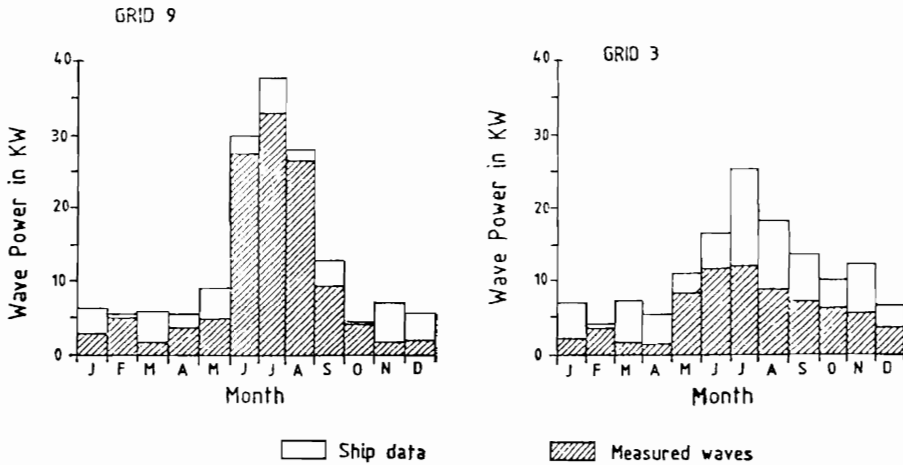 GRID 9
40
30
20
10
0
Wave Power in KW
J F M A M J J A S O N D
Month
GRID 3
40
30
20
10
0
Wave Power in KW
J F M A M J J A S O N D
Month
Ship data
Measured waves